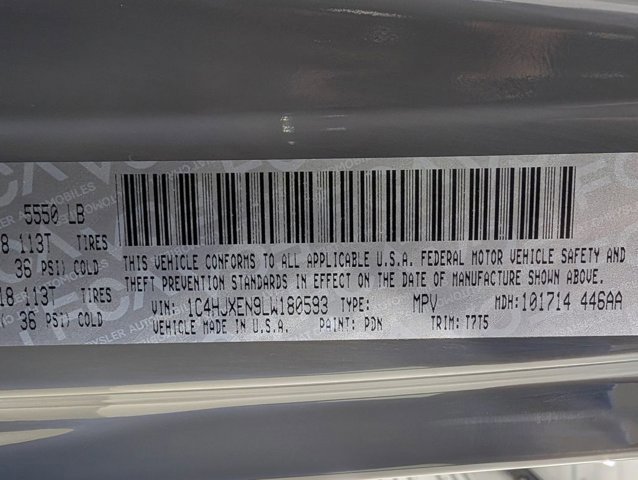 5550 LB
8 113T TIRES
36 PSI) COLD
18 113T TIRES
36 PSI) COLD
THIS VEHICLE CONFORMS TO ALL APPLICABLE U.S.A. FEDERAL MOTOR VEHICLE SAFETY AND
THEFT PREVENTION STANDARDS IN EFFECT ON THE DATE OF MANUFACTURE SHOWN ABOVE.
VIN: 1C4HJXEN9LW180593 TYPE: MPV MDH: 101714 446AA
VEHICLE MADE IN U.S.A. PAINT: PDN TRIM: T7T5